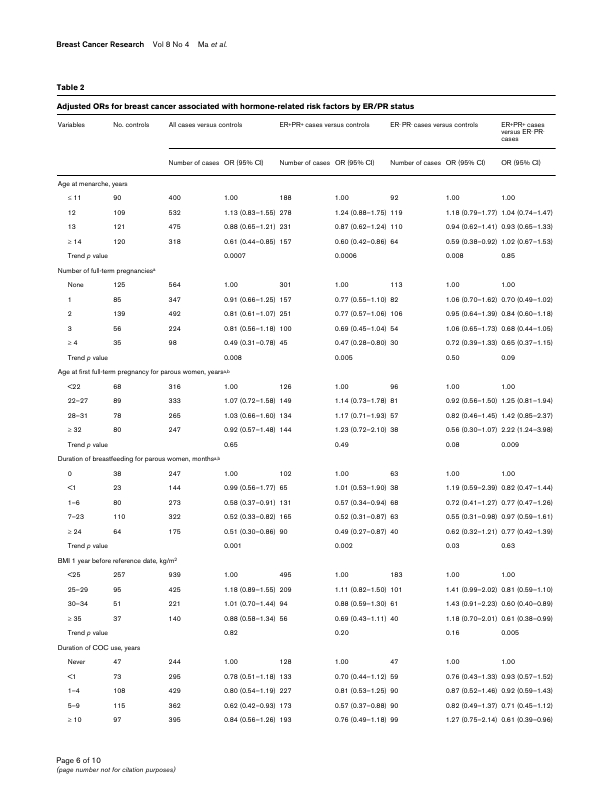 Breast Cancer Research Vol 8 No 4 Ma et al.
Table 2
Adjusted ORs for breast cancer associated with hormone-related risk factors by ER/PR status
Variables No. controls All cases versus controls ER+PR+ cases versus controls ER-PR- cases versus controls ER+PR+ cases versus ER-PR- cases
Number of cases OR (95% CI) Number of cases OR (95% CI) Number of cases OR (95% CI) OR (95% CI)
Age at menarche, years
≤ 11 90 400 1.00 188 1.00 92 1.00 1.00
12 109 532 1.13 (0.83–1.55) 278 1.24 (0.88–1.75) 119 1.18 (0.79–1.77) 1.04 (0.74–1.47)
13 121 475 0.88 (0.65–1.21) 231 0.87 (0.62–1.24) 110 0.94 (0.62–1.41) 0.93 (0.65–1.33)
≥ 14 120 318 0.61 (0.44–0.85) 157 0.60 (0.42–0.86) 64 0.59 (0.38–0.92) 1.02 (0.67–1.53)
Trend p value 0.0007 0.0006 0.008 0.85
Number of full-term pregnanciesa
None 125 564 1.00 301 1.00 113 1.00 1.00
1 85 347 0.91 (0.66–1.25) 157 0.77 (0.55–1.10) 82 1.06 (0.70–1.62) 0.70 (0.49–1.02)
2 139 492 0.81 (0.61–1.07) 251 0.77 (0.57–1.06) 106 0.95 (0.64–1.39) 0.84 (0.60–1.18)
3 56 224 0.81 (0.56–1.18) 100 0.69 (0.45–1.04) 54 1.06 (0.65–1.73) 0.68 (0.44–1.05)
≥ 4 35 98 0.49 (0.31–0.78) 45 0.47 (0.28–0.80) 30 0.72 (0.39–1.33) 0.65 (0.37–1.15)
Trend p value 0.008 0.005 0.50 0.09
Age at first full-term pregnancy for parous women, yearsa,b
<22 68 316 1.00 126 1.00 96 1.00 1.00
22–27 89 333 1.07 (0.72–1.58) 149 1.14 (0.73–1.78) 81 0.92 (0.56–1.50) 1.25 (0.81–1.94)
28–31 78 265 1.03 (0.66–1.60) 134 1.17 (0.71–1.93) 57 0.82 (0.46–1.45) 1.42 (0.85–2.37)
≥ 32 80 247 0.92 (0.57–1.48) 144 1.23 (0.72–2.10) 38 0.56 (0.30–1.07) 2.22 (1.24–3.98)
Trend p value 0.65 0.49 0.08 0.009
Duration of breastfeeding for parous women, monthsa,b
0 38 247 1.00 102 1.00 63 1.00 1.00
<1 23 144 0.99 (0.56–1.77) 65 1.01 (0.53–1.90) 38 1.19 (0.59–2.39) 0.82 (0.47–1.44)
1–6 80 273 0.58 (0.37–0.91) 131 0.57 (0.34–0.94) 68 0.72 (0.41–1.27) 0.77 (0.47–1.26)
7–23 110 322 0.52 (0.33–0.82) 165 0.52 (0.31–0.87) 63 0.55 (0.31–0.98) 0.97 (0.59–1.61)
≥ 24 64 175 0.51 (0.30–0.86) 90 0.49 (0.27–0.87) 40 0.62 (0.32–1.21) 0.77 (0.42–1.39)
Trend p value 0.001 0.002 0.03 0.63
BMI 1 year before reference date, kg/m2
<25 257 939 1.00 495 1.00 183 1.00 1.00
25–29 95 425 1.18 (0.89–1.55) 209 1.11 (0.82–1.50) 101 1.41 (0.99–2.02) 0.81 (0.59–1.10)
30–34 51 221 1.01 (0.70–1.44) 94 0.88 (0.59–1.30) 61 1.43 (0.91–2.23) 0.60 (0.40–0.89)
≥ 35 37 140 0.88 (0.58–1.34) 56 0.69 (0.43–1.11) 40 1.18 (0.70–2.01) 0.61 (0.38–0.99)
Trend p value 0.82 0.20 0.16 0.005
Duration of COC use, years
Never 47 244 1.00 128 1.00 47 1.00 1.00
<1 73 295 0.78 (0.51–1.18) 133 0.70 (0.44–1.12) 59 0.76 (0.43–1.33) 0.93 (0.57–1.52)
1–4 108 429 0.80 (0.54–1.19) 227 0.81 (0.53–1.25) 90 0.87 (0.52–1.46) 0.92 (0.59–1.43)
5–9 115 362 0.62 (0.42–0.93) 173 0.57 (0.37–0.88) 90 0.82 (0.49–1.37) 0.71 (0.45–1.12)
≥ 10 97 395 0.84 (0.56–1.26) 193 0.76 (0.49–1.18) 99 1.27 (0.75–2.14) 0.61 (0.39–0.96)
Page 6 of 10
(page number not for citation purposes)